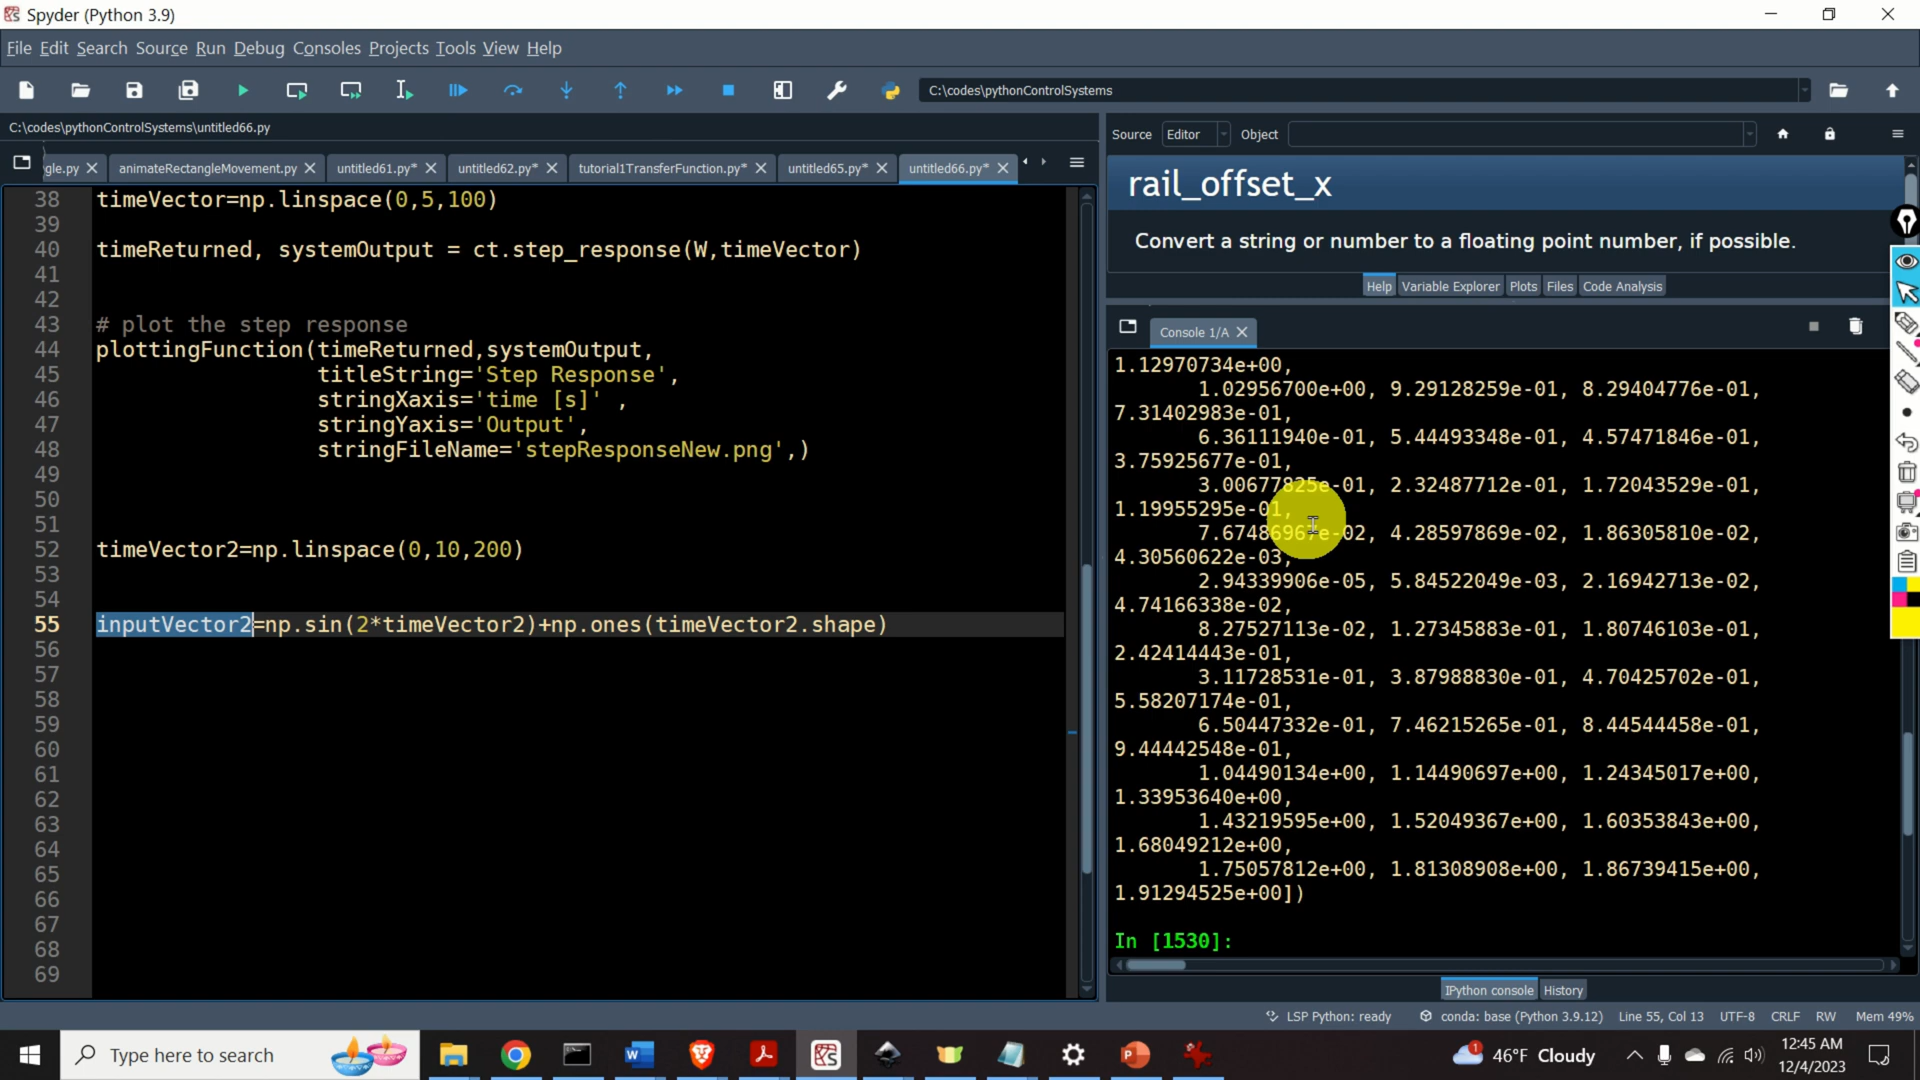 Spyder (Python 3.9)
File Edit Search Source Run Debug Consoles Projects Tools View Help
C:\codes\pythonControlSystems
C:\codes\pythonControlSystems\untitled66.py
gle.py animateRectangleMovement.py untitled61.py* untitled62.py* tutorial1TransferFunction.py* untitled65.py* untitled66.py*
38 timeVector=np.linspace(0,5,100)
39
40 timeReturned, systemOutput = ct.step_response(W,timeVector)
41
42
43 # plot the step response
44 plottingFunction(timeReturned,systemOutput,
45 titleString='Step Response',
46 stringXaxis='time [s]' ,
47 stringYaxis='Output',
48 stringFileName='stepResponseNew.png',)
49
50
51
52 timeVector2=np.linspace(0,10,200)
53
54
55 inputVector2=np.sin(2*timeVector2)+np.ones(timeVector2.shape)
56
57
58
59
60
61
62
63
64
65
66
67
68
69
Source Editor Object
rail_offset_x
Convert a string or number to a floating point number, if possible.
Help Variable Explorer Plots Files Code Analysis
Console 1/A
1.12970734e+00,
1.02956700e+00, 9.29128259e-01, 8.29404776e-01,
7.31402983e-01,
6.36111940e-01, 5.44493348e-01, 4.57471846e-01,
3.75925677e-01,
3.00677825e-01, 2.32487712e-01, 1.72043529e-01,
1.19955295e-01,
7.67486967e-02, 4.28597869e-02, 1.86305810e-02,
4.30560622e-03,
2.94339906e-05, 5.84522049e-03, 2.16942713e-02,
4.74166338e-02,
8.27527113e-02, 1.27345883e-01, 1.80746103e-01,
2.42414443e-01,
3.11728531e-01, 3.87988830e-01, 4.70425702e-01,
5.58207174e-01,
6.50447332e-01, 7.46215265e-01, 8.44544458e-01,
9.44442548e-01,
1.04490134e+00, 1.14490697e+00, 1.24345017e+00,
1.33953640e+00,
1.43219595e+00, 1.52049367e+00, 1.60353843e+00,
1.68049212e+00,
1.75057812e+00, 1.81308908e+00, 1.86739415e+00,
1.91294525e+00])
In [1530]:
IPython console History
LSP Python: ready conda: base (Python 3.9.12) Line 55, Col 13 UTF-8 CRLF RW Mem 49%
Type here to search
1 46°F Cloudy
12:45 AM
12/4/2023